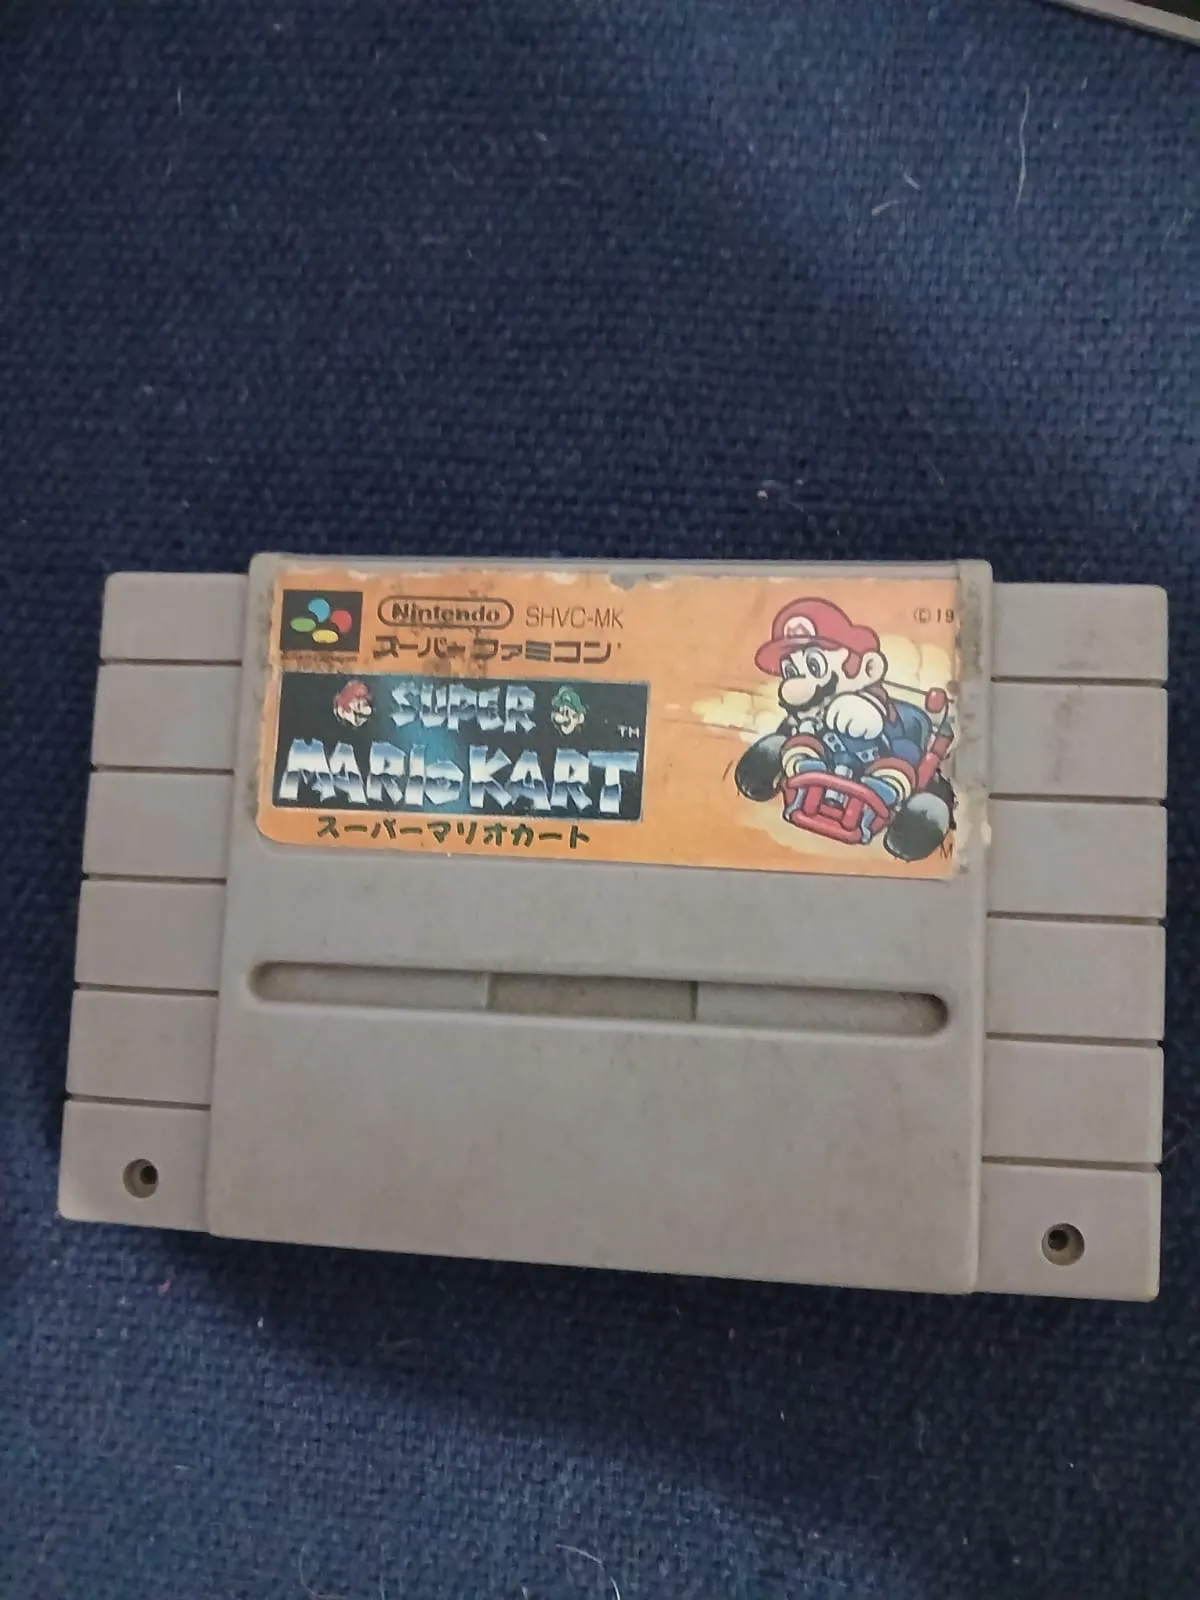 Nintendo SHVC-MK
スーパーファミコン
©19
SUPER
MARIO KART
TM
スーパーマリオカート
M